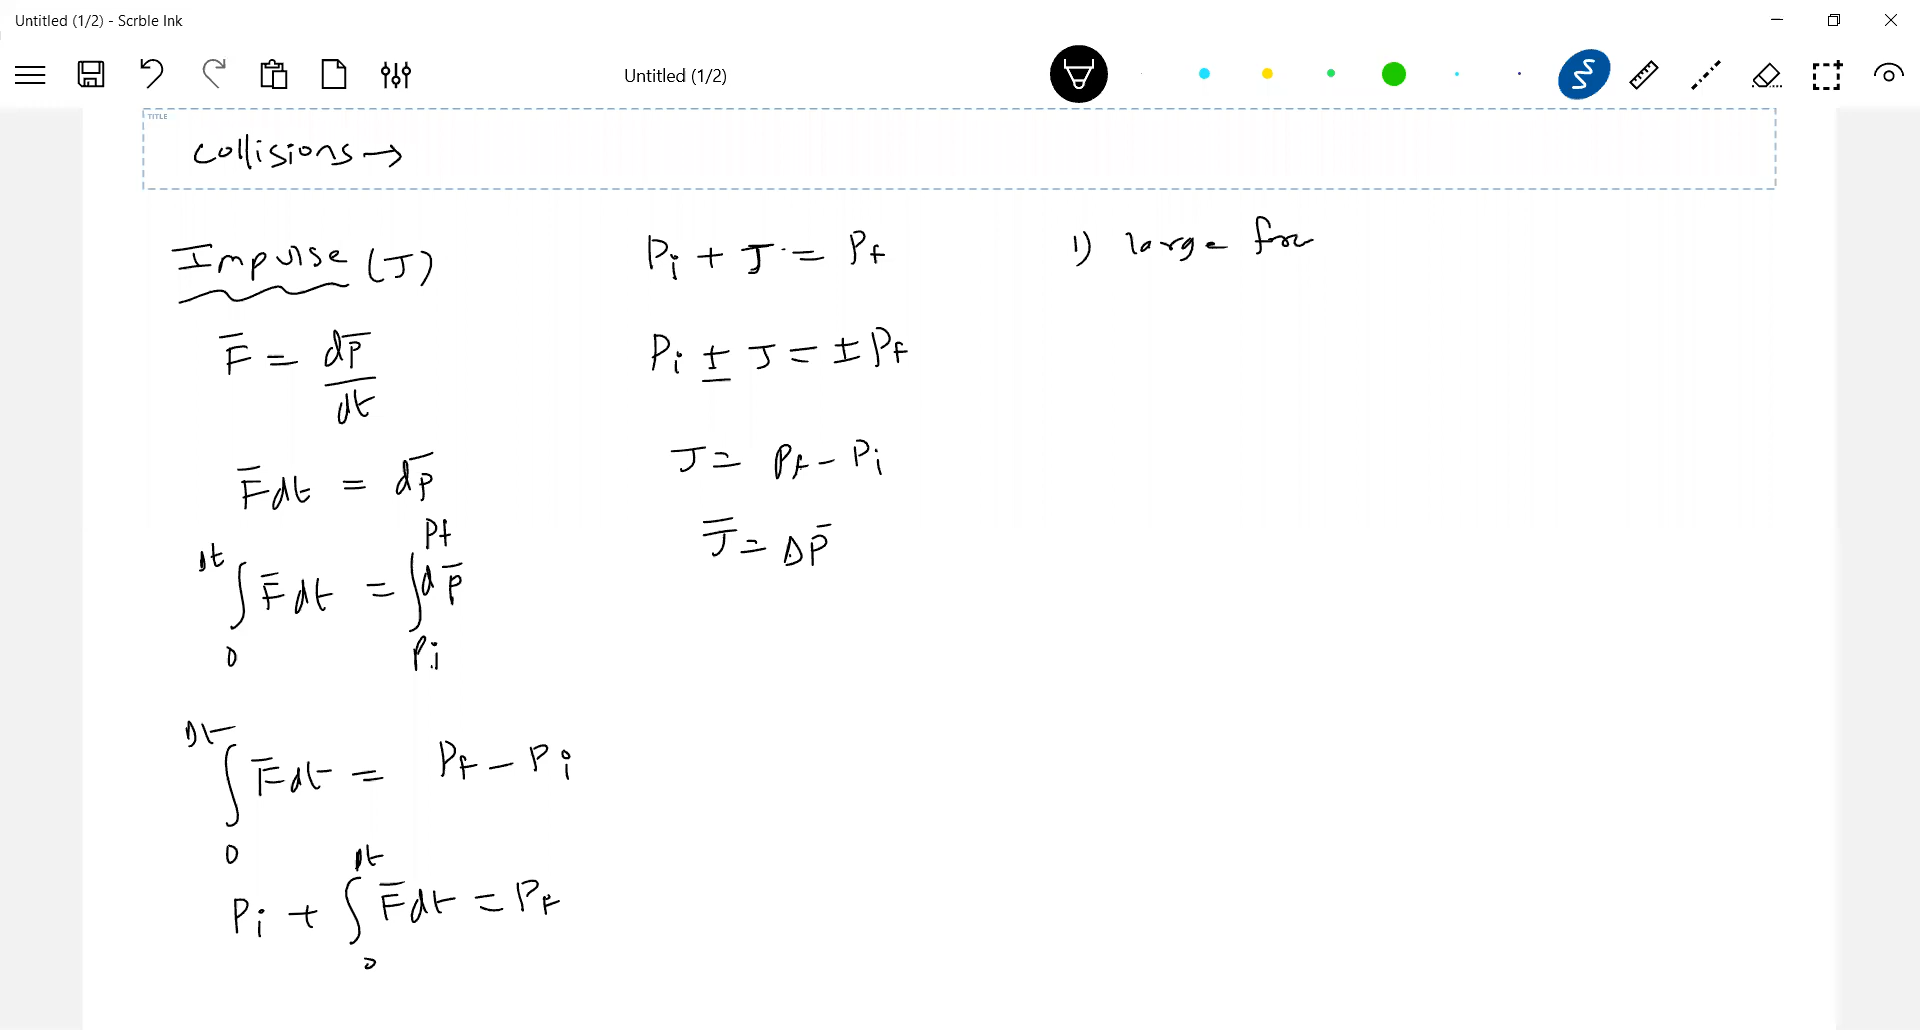 Untitled (1/2) - Scrble Ink
Untitled (1/2)
TITLE
Collisions →
Impulse (J)
F̅ = dp̅/dt
F̅dt = dp̅
∫₀^Δt F̅dt = ∫_Pi^Pf dp̅
∫₀^Δt F̅dt = Pf - Pi
Pi + ∫₀^Δt F̅dt = Pf
Pi + J = Pf
Pi ± J = ± Pf
J = Pf - Pi
J̅ = ΔP̅
1) large